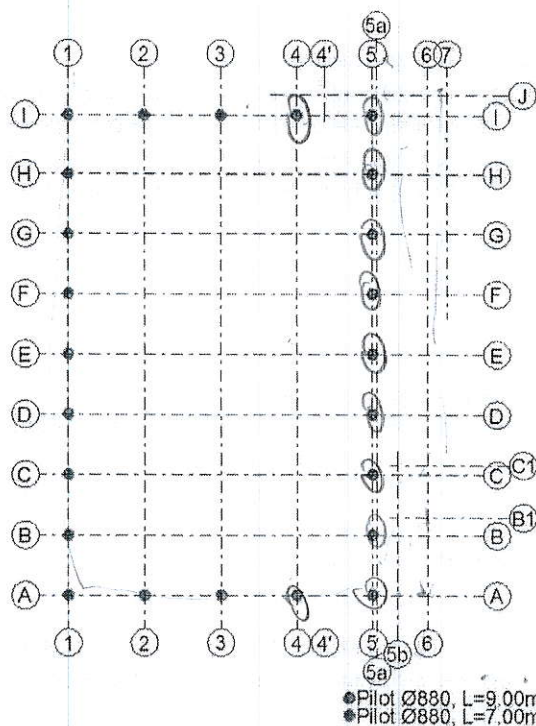 5a
1 2 3 4 4' 5 6 7
J
I I
H H
G G
F F
E E
D D
C1
C C
B1
B B
A A
1 2 3 4 4' 5 6
5b
5a
Pilot Ø880, L=9,00m
Pilot Ø880, L=7,00m